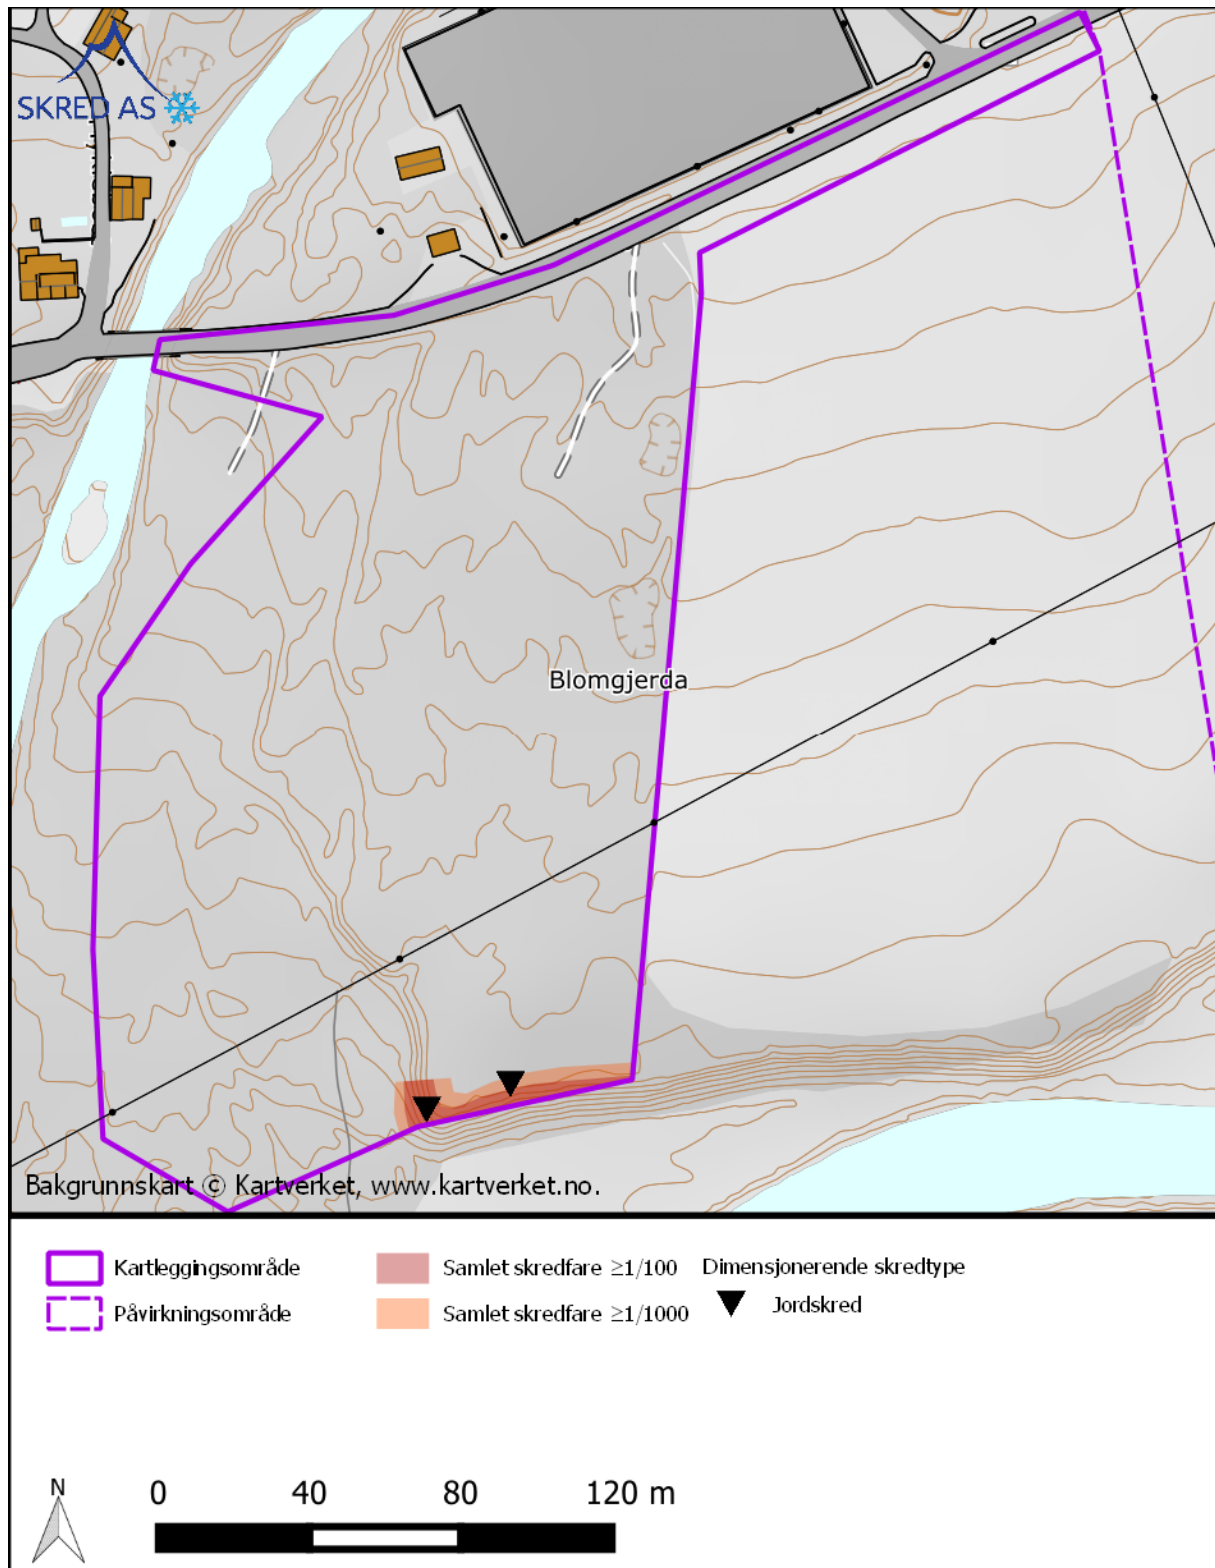 SKRED AS
Blomgjerda
Bakgrunnskart © Kartverket, www.kartverket.no.
Kartleggingsområde
Påvirkningsområde
Samlet skredfare ≥1/100
Samlet skredfare ≥1/1000
Dimensjonerende skredtype
Jordskred
N
0 40 80 120 m